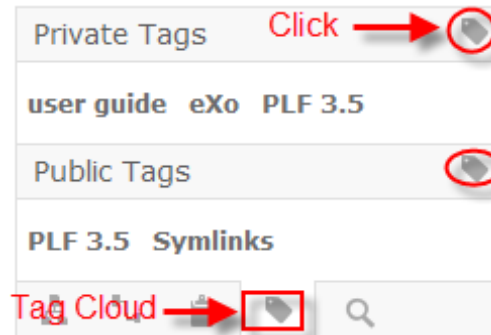 Private Tags Click
user guide eXo PLF 3.5
Public Tags
PLF 3.5 Symlinks
Tag Cloud